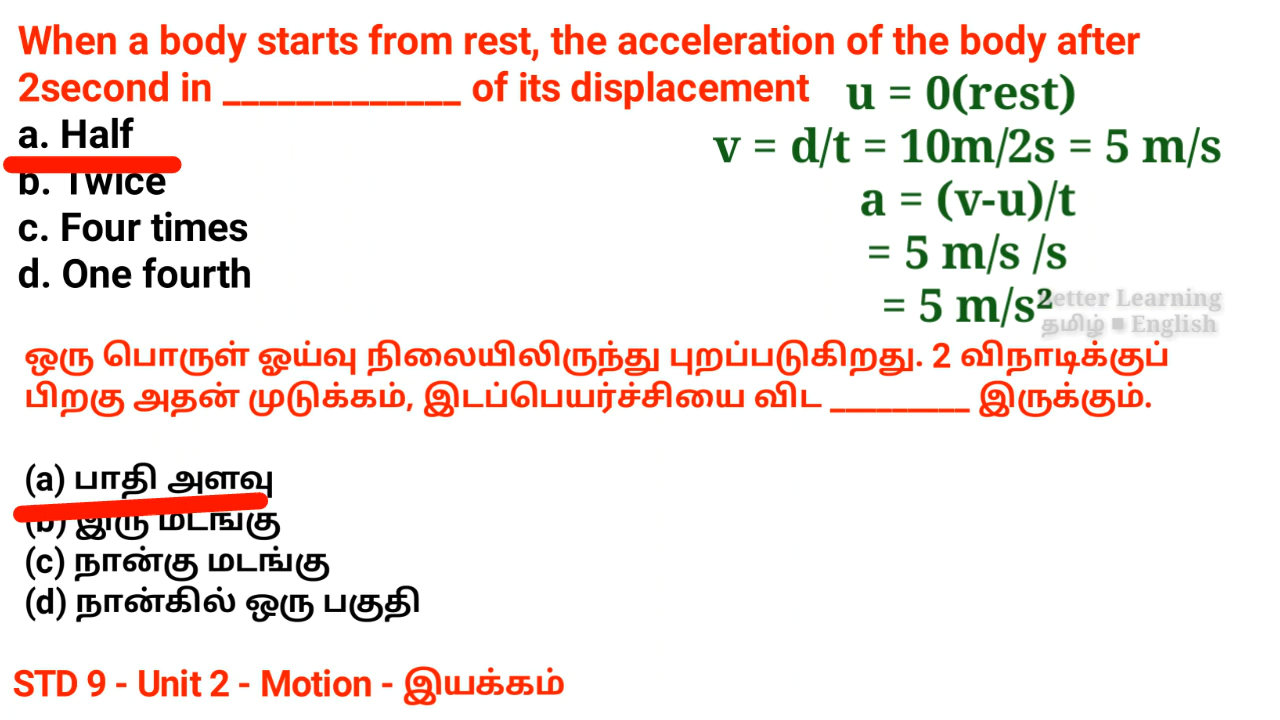 When a body starts from rest, the acceleration of the body after
2second in _____________ of its displacement
u = 0(rest)
a. Half
v = d/t = 10m/2s = 5 m/s
b. Twice
a = (v-u)/t
c. Four times
= 5 m/s /s
d. One fourth
= 5 m/s²
Better Learning
தமிழ் ■ English
ஒரு பொருள் ஓய்வு நிலையிலிருந்து புறப்படுகிறது. 2 விநாடிக்குப்
பிறகு அதன் முடுக்கம், இடப்பெயர்ச்சியை விட _________ இருக்கும்.
(a) பாதி அளவு
(b) இரு மடங்கு
(c) நான்கு மடங்கு
(d) நான்கில் ஒரு பகுதி
STD 9 - Unit 2 - Motion - இயக்கம்